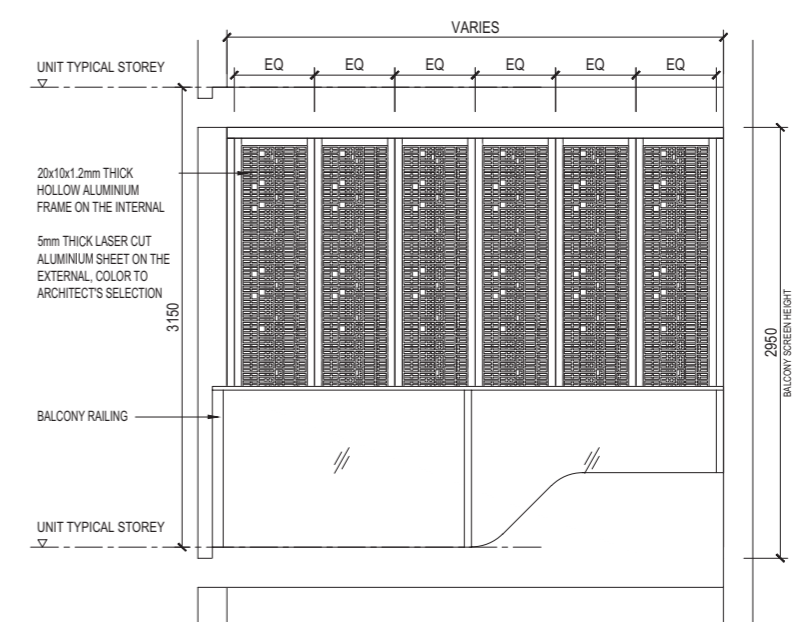 VARIES
UNIT TYPICAL STOREY
EQ EQ EQ EQ EQ EQ
20x10x1.2mm THICK
HOLLOW ALUMINIUM
FRAME ON THE INTERNAL
5mm THICK LASER CUT
ALUMINIUM SHEET ON THE
EXTERNAL, COLOR TO
ARCHITECT'S SELECTION
3150
2950
BALCONY SCREEN HEIGHT
BALCONY RAILING
UNIT TYPICAL STOREY